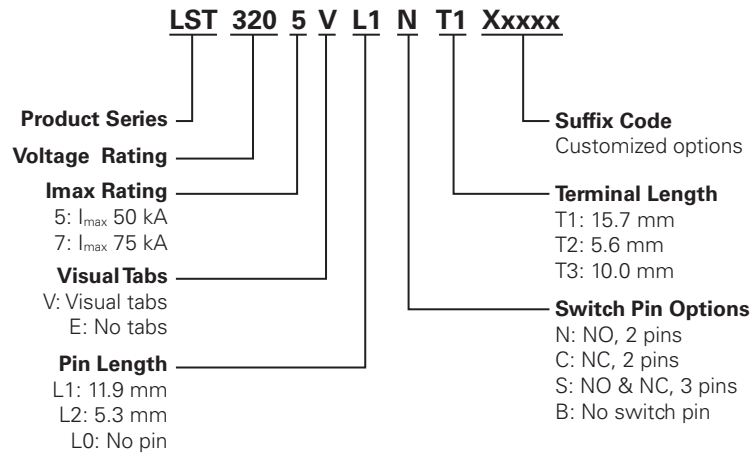 LST 320 5 V L1 N T1 Xxxxx
Product Series
Voltage Rating
Imax Rating
5: Imax 50 kA
7: Imax 75 kA
Visual Tabs
V: Visual tabs
E: No tabs
Pin Length
L1: 11.9 mm
L2: 5.3 mm
L0: No pin
Suffix Code
Customized options
Terminal Length
T1: 15.7 mm
T2: 5.6 mm
T3: 10.0 mm
Switch Pin Options
N: NO, 2 pins
C: NC, 2 pins
S: NO & NC, 3 pins
B: No switch pin